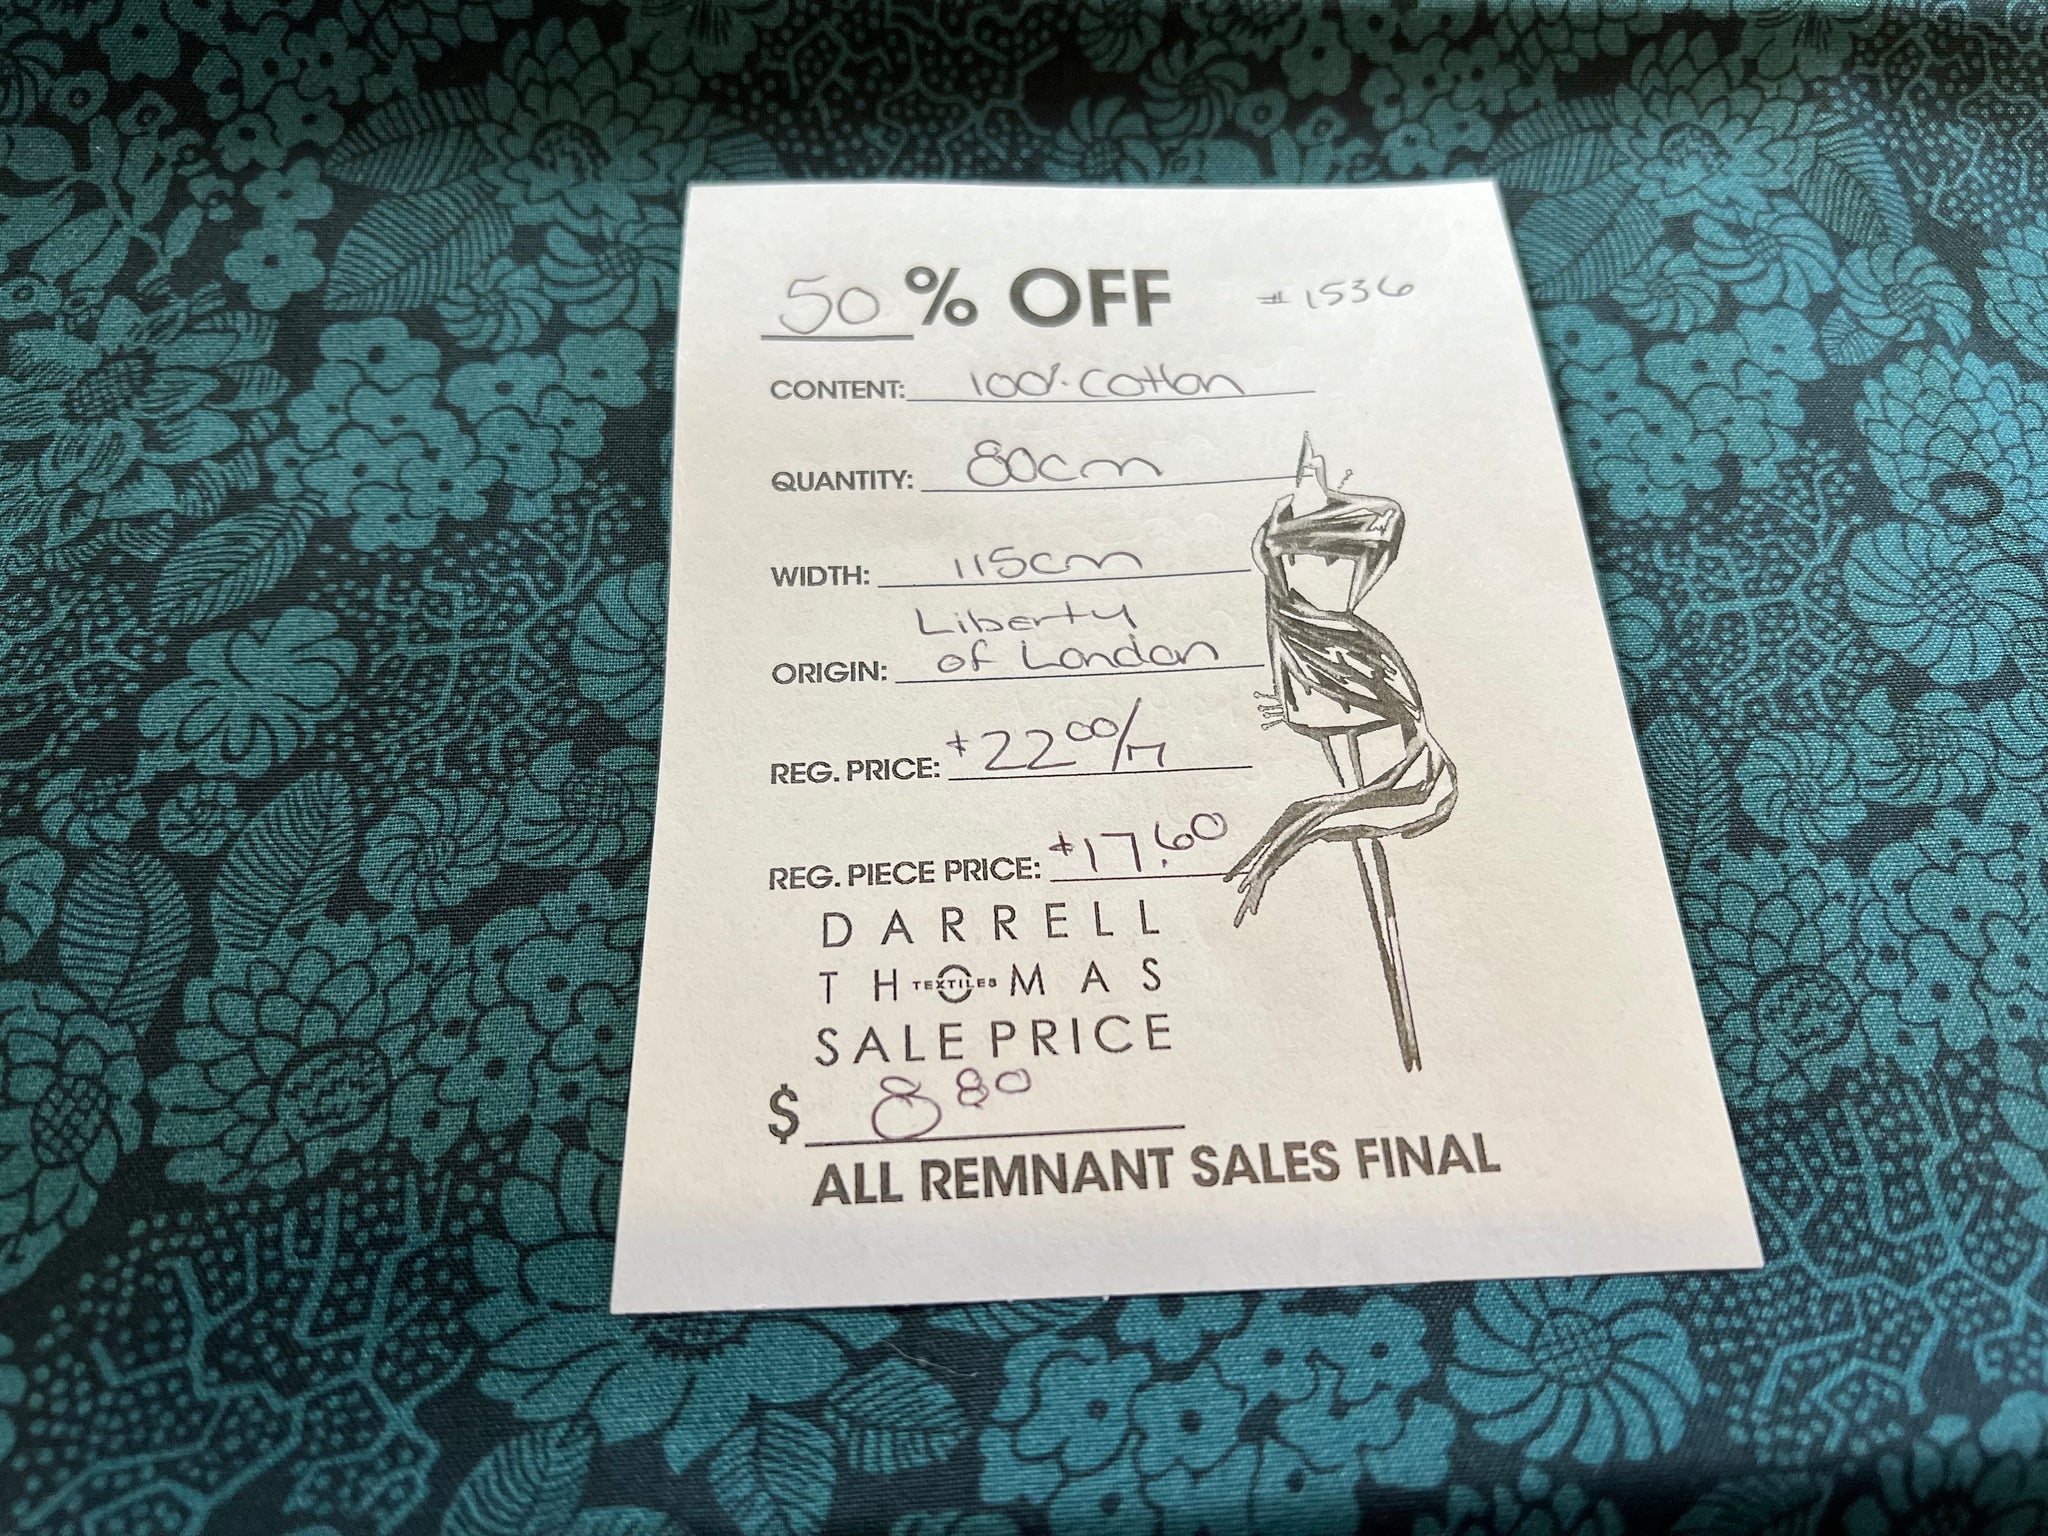 50 % OFF # 1536
CONTENT: 100% Cotton
QUANTITY: 80cm
WIDTH: 115cm
Liberty
ORIGIN: of London
REG. PRICE: $22.00/m
REG. PIECE PRICE: $17.60
DARRELL
THOMAS
TEXTILES
SALE PRICE
$ 8.80
ALL REMNANT SALES FINAL